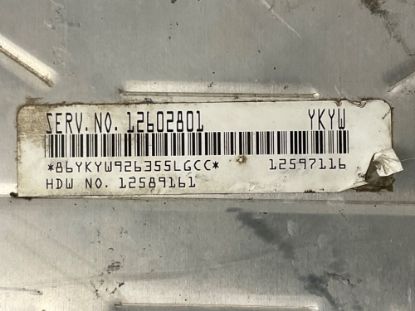 SERV. NO. 12602801 YKYW
*86YKYW926355LGCC* 12597116
HDW NO. 12589161